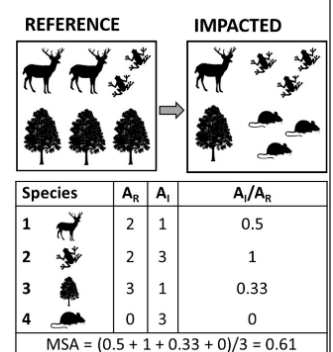 REFERENCE IMPACTED
Species A_R A_I A_I/A_R
1 2 1 0.5
2 2 3 1
3 3 1 0.33
4 0 3 0
MSA = (0.5 + 1 + 0.33 + 0)/3 = 0.61